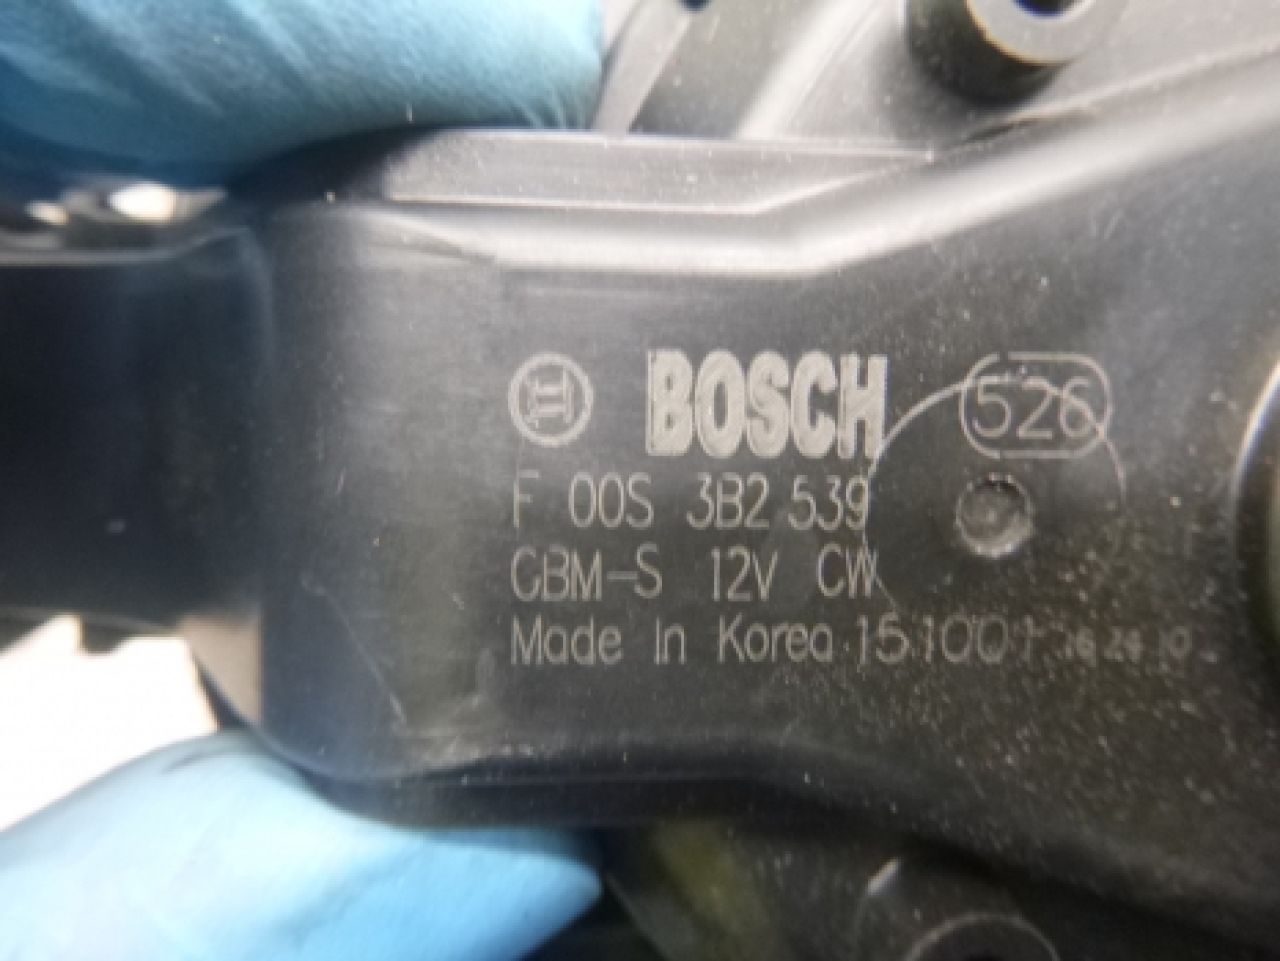 BOSCH 526
F 00S 3B2 539
GBM-S 12V CW
Made In Korea 151001